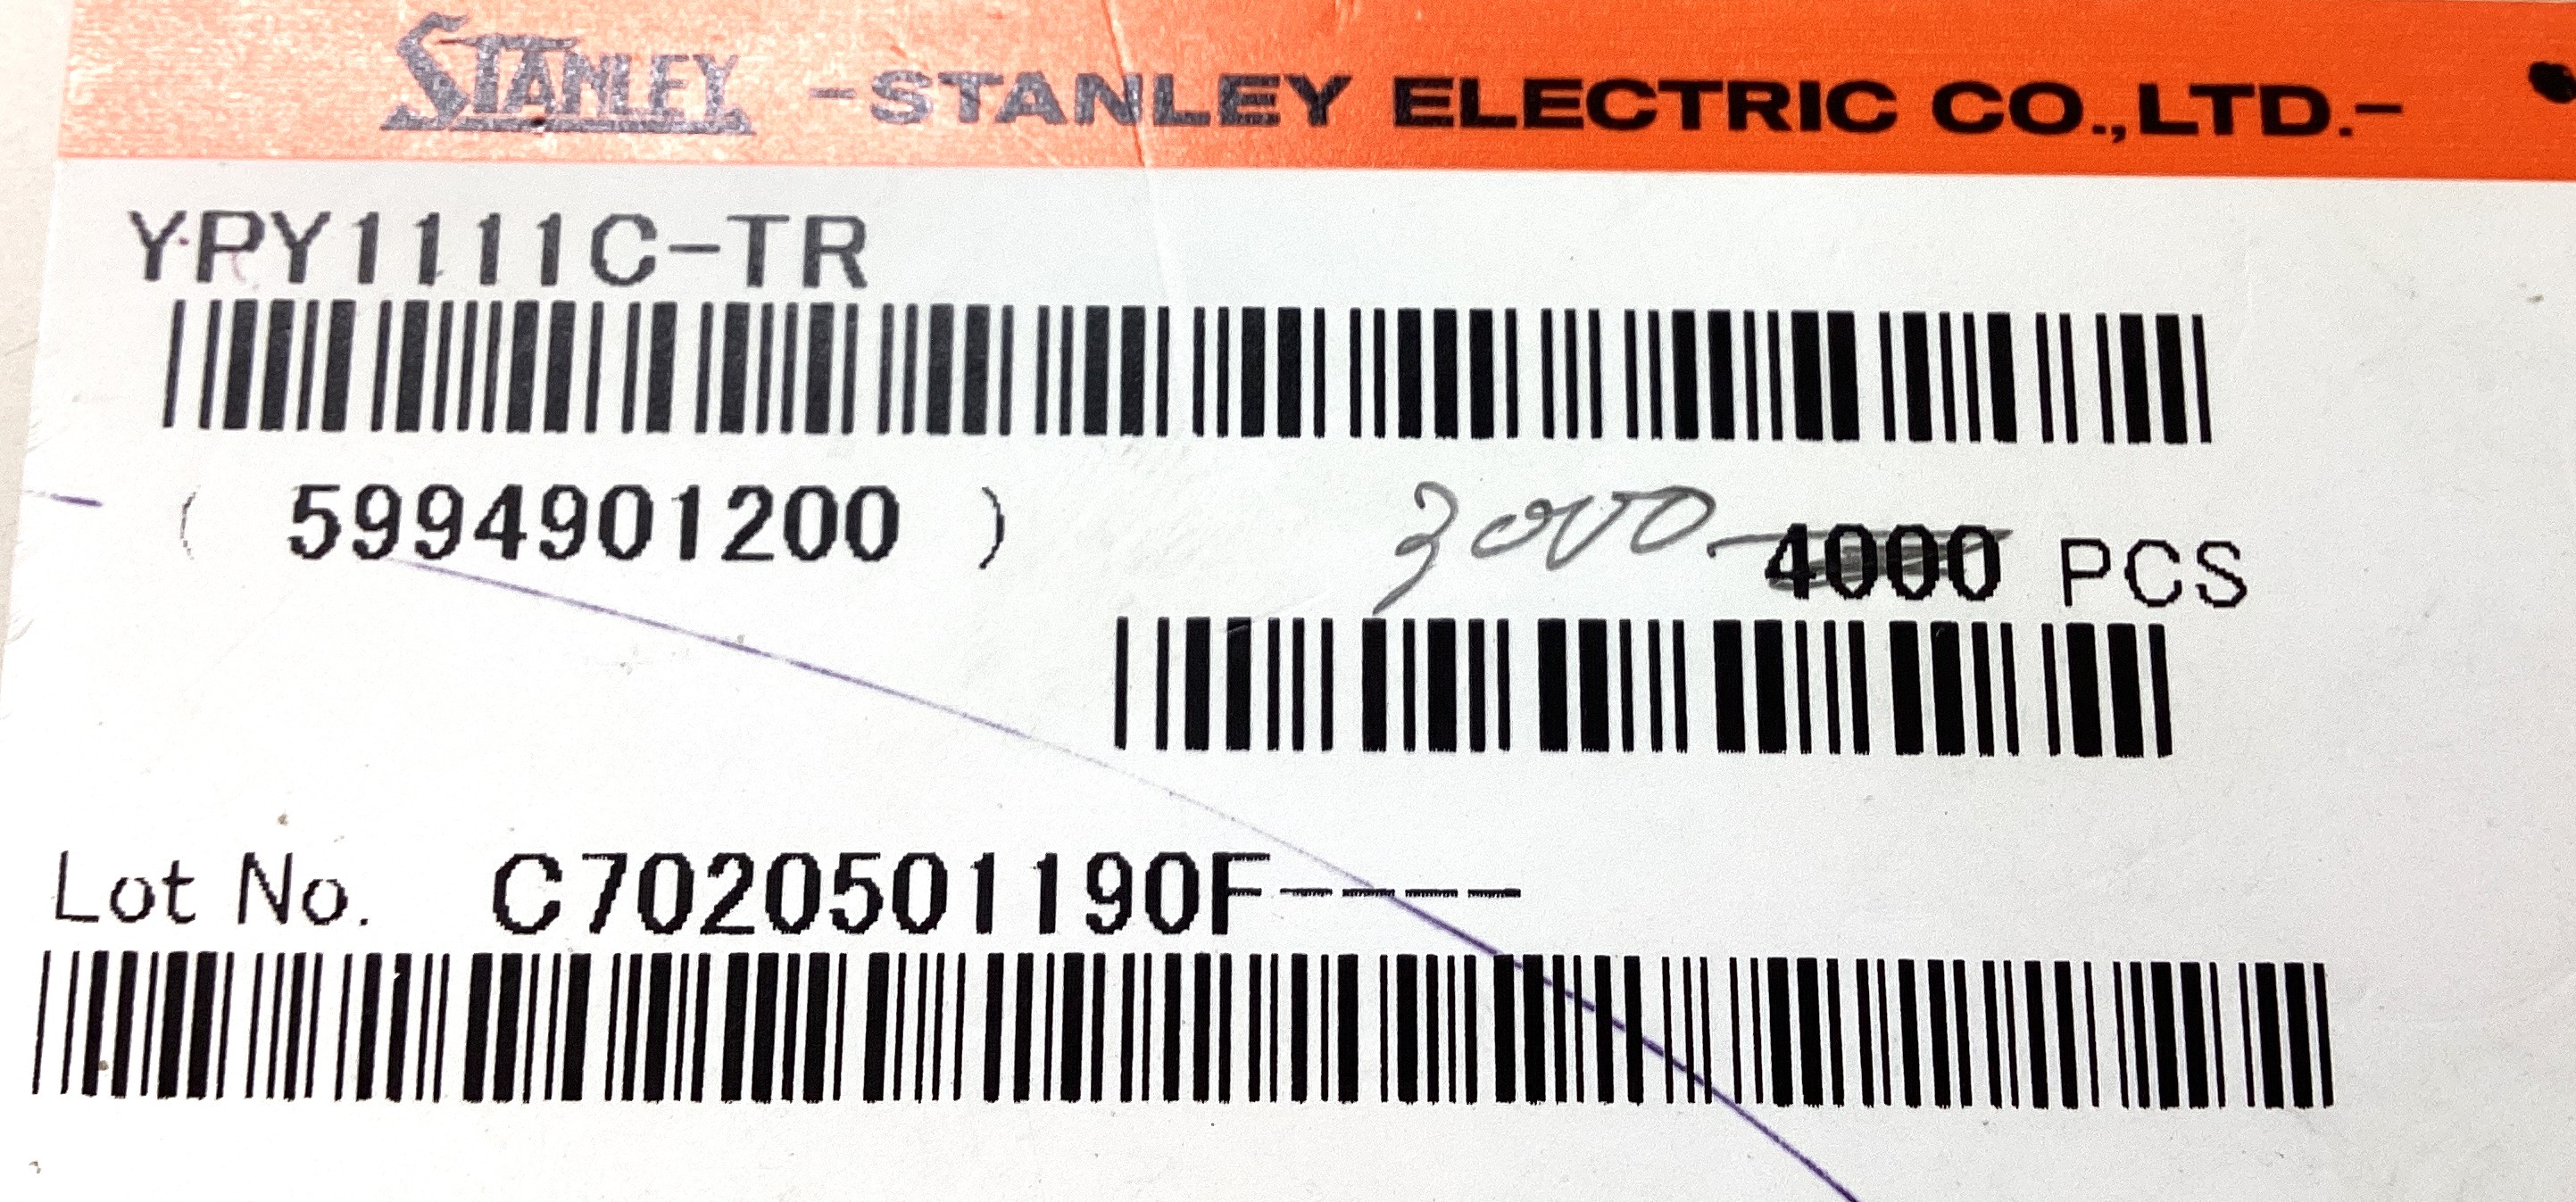 STANLEY -STANLEY ELECTRIC CO.,LTD.-
YPY1111C-TR
( 5994901200 )
3000 4000 PCS
Lot No. C7020501190F----